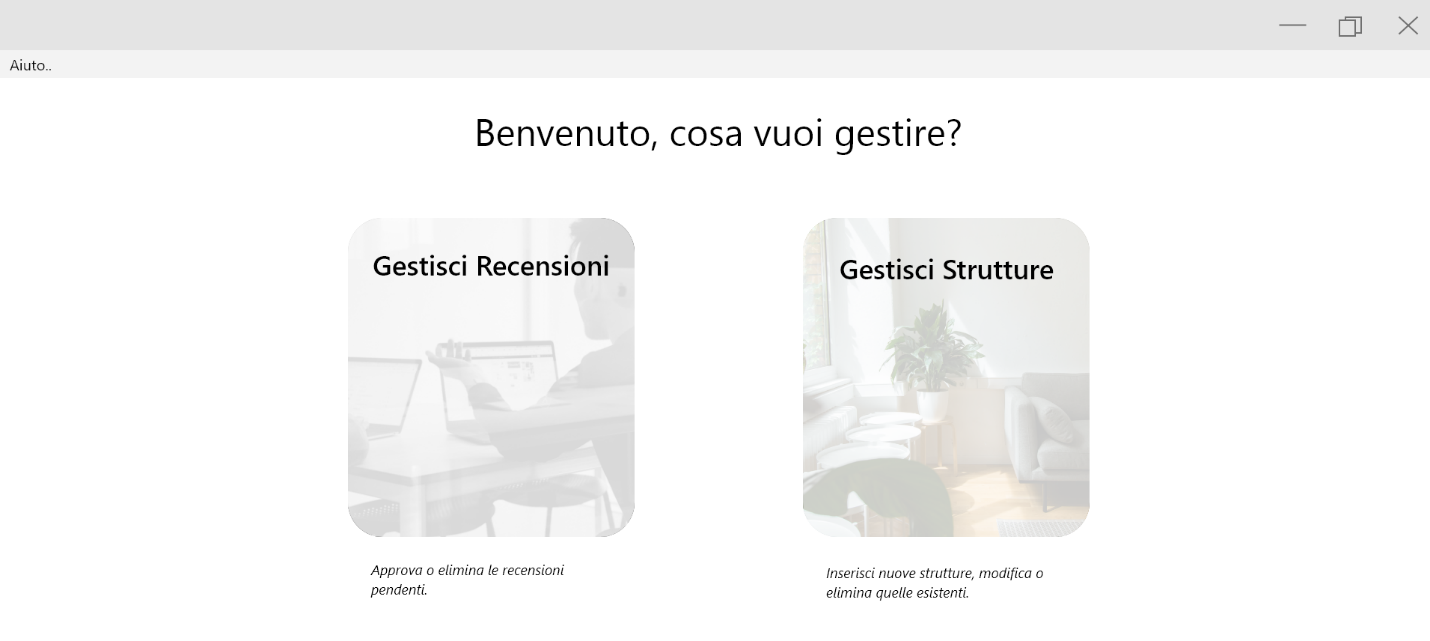 Aiuto..
Benvenuto, cosa vuoi gestire?
Gestisci Recensioni
Gestisci Strutture
Approva o elimina le recensioni
pendenti.
Inserisci nuove strutture, modifica o
elimina quelle esistenti.